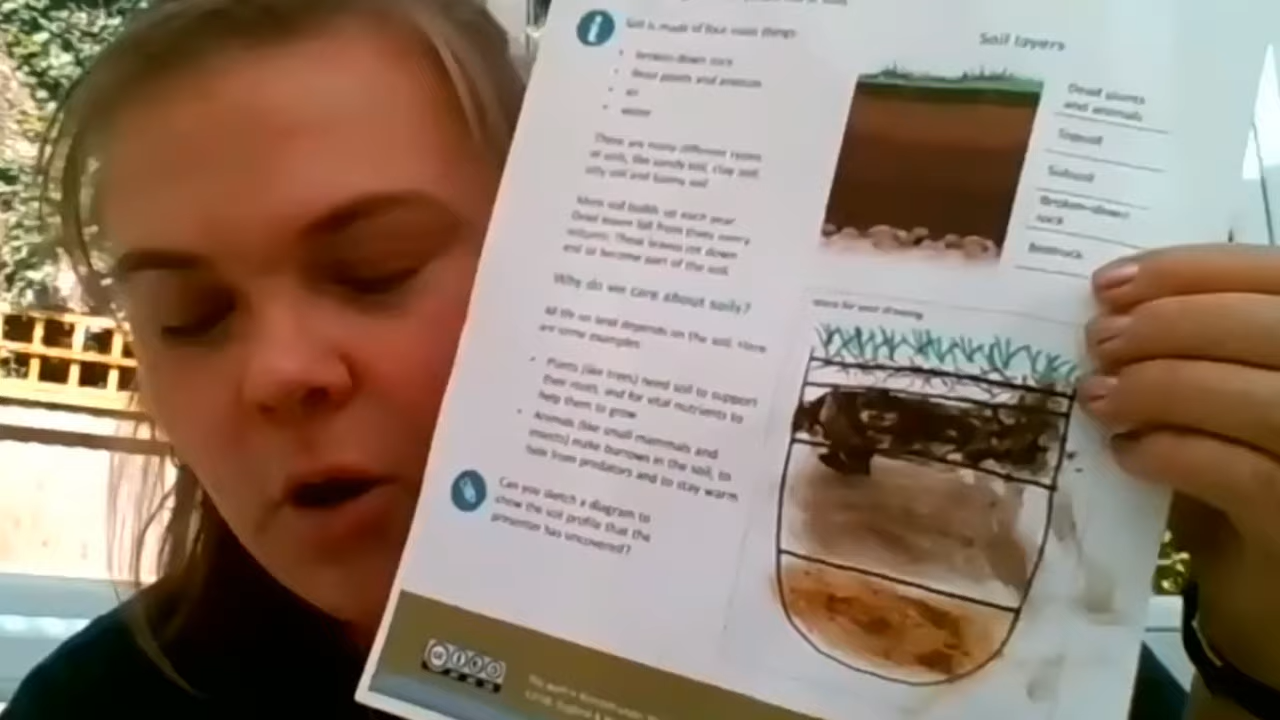 Soil is made of four main things
broken-down rock
dead plants and animals
air
water
There are many different types
of soils, like sandy soil, clay soil,
silty soil and loamy soil
More soil builds up each year.
Dead leaves fall from trees every
autumn. These leaves rot down
and to become part of the soil.
Why do we care about soils?
All life on land depends on the soil. Here
are some examples
Plants (like trees) need soil to support
their roots, and for vital nutrients to
help them to grow
Animals (like small mammals and
insects) make burrows in the soil, to
hide from predators and to stay warm
Can you sketch a diagram to
show the soil profile that the
presenter has uncovered?
Soil layers
Dead plants
and animals
Topsoil
Subsoil
Broken-down
rock
Bedrock
space for your drawing